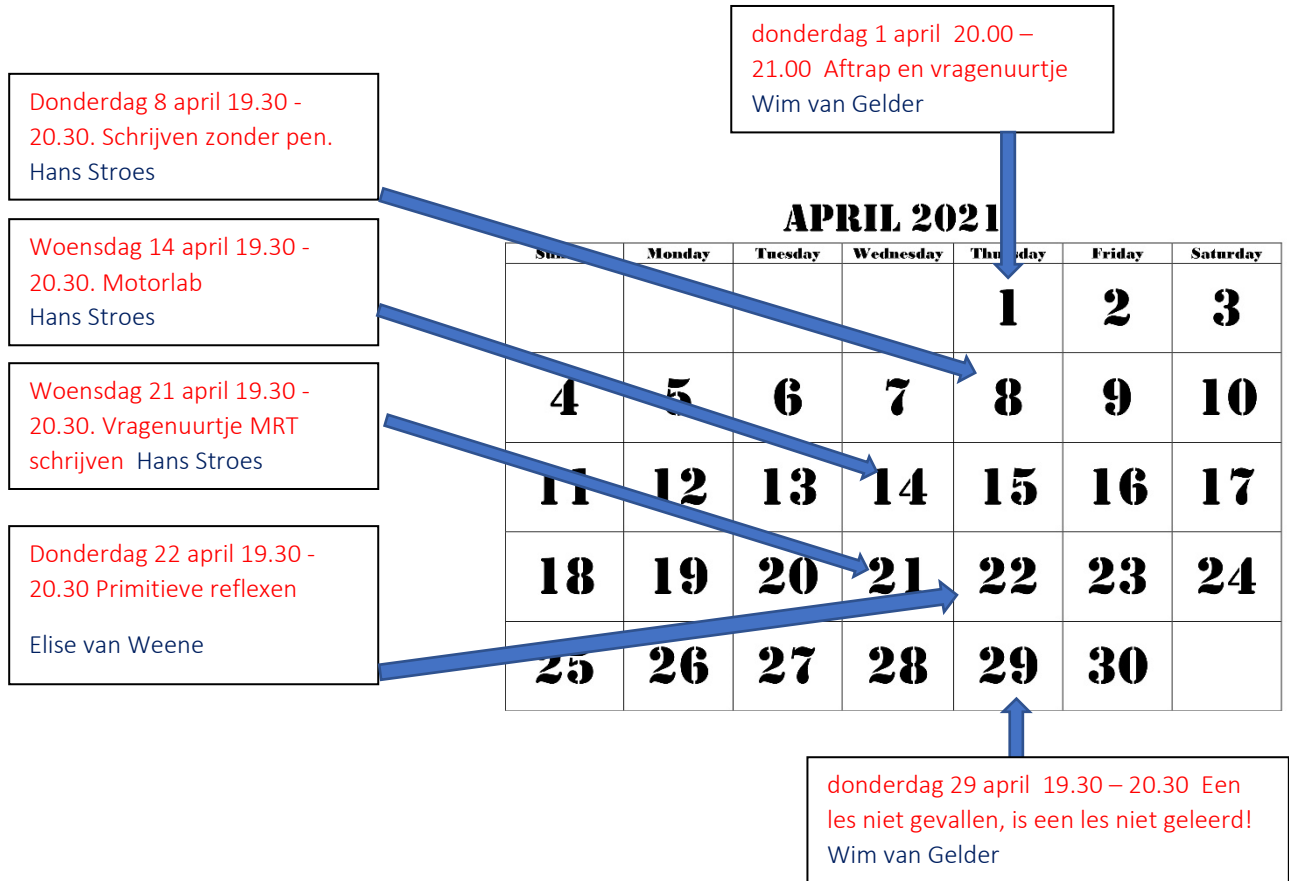 donderdag 1 april 20.00 –
21.00 Aftrap en vragenuurtje
Wim van Gelder
Donderdag 8 april 19.30 -
20.30. Schrijven zonder pen.
Hans Stroes
Woensdag 14 april 19.30 -
20.30. Motorlab
Hans Stroes
Woensdag 21 april 19.30 -
20.30. Vragenuurtje MRT
schrijven Hans Stroes
Donderdag 22 april 19.30 -
20.30 Primitieve reflexen
Elise van Weene
APRIL 2021
Sunday Monday Tuesday Wednesday Thursday Friday Saturday
1 2 3
4 5 6 7 8 9 10
11 12 13 14 15 16 17
18 19 20 21 22 23 24
25 26 27 28 29 30
donderdag 29 april 19.30 – 20.30 Een
les niet gevallen, is een les niet geleerd!
Wim van Gelder